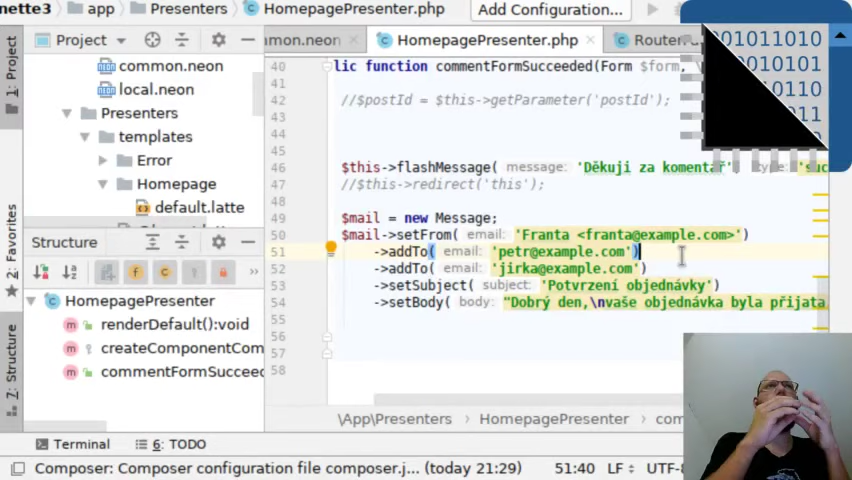 nette3 app Presenters HomepagePresenter.php Add Configuration...
Project
mmon.neon HomepagePresenter.php
1: Project
common.neon
local.neon
Presenters
templates
Error
Homepage
default.latte
2: Favorites
Structure
HomepagePresenter
renderDefault():void
createComponentCom
commentFormSucceed
7: Structure
40 lic function commentFormSucceeded(Form $form,
41
42 //$postId = $this->getParameter('postId');
43
44
45
46 $this->flashMessage( message: 'Děkuji za komentář', type: 'suc
47 //$this->redirect('this');
48
49 $mail = new Message;
50 $mail->setFrom( email: 'Franta <franta@example.com>')
51 ->addTo( email: 'petr@example.com')
52 ->addTo( email: 'jirka@example.com')
53 ->setSubject( subject: 'Potvrzení objednávky')
54 ->setBody( body: "Dobrý den,\nvaše objednávka byla přijata.
55
56
57
58
001011010
0010101
11010
011
\App\Presenters HomepagePresenter com
Terminal 6: TODO
Composer: Composer configuration file composer.j... (today 21:29) 51:40 LF UTF-8